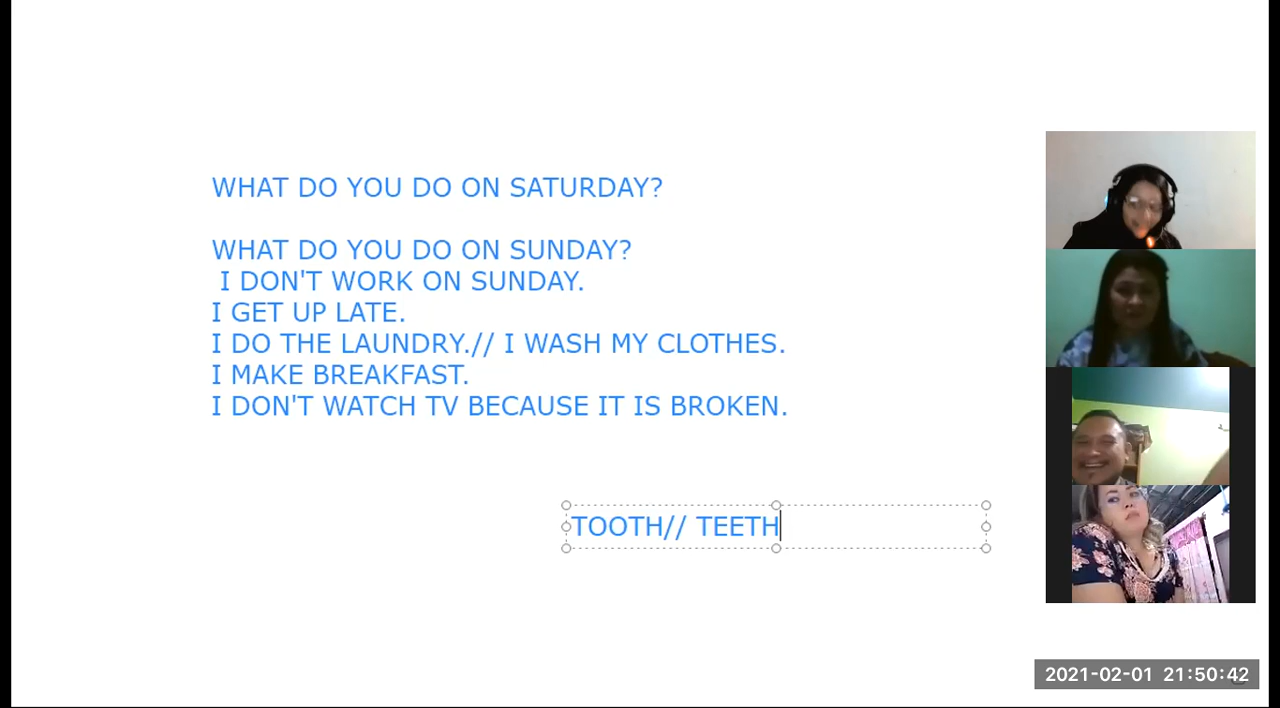 WHAT DO YOU DO ON SATURDAY?
WHAT DO YOU DO ON SUNDAY?
I DON'T WORK ON SUNDAY.
I GET UP LATE.
I DO THE LAUNDRY.// I WASH MY CLOTHES.
I MAKE BREAKFAST.
I DON'T WATCH TV BECAUSE IT IS BROKEN.
TOOTH// TEETH
2021-02-01 21:50:42